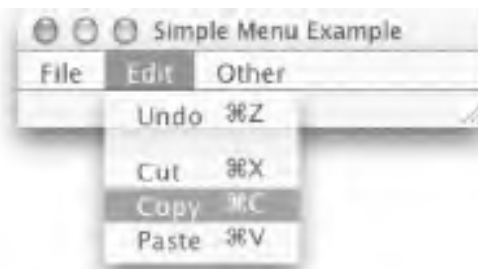 Simple Menu Example
File Edit Other
Undo ⌘Z
Cut ⌘X
Copy ⌘C
Paste ⌘V